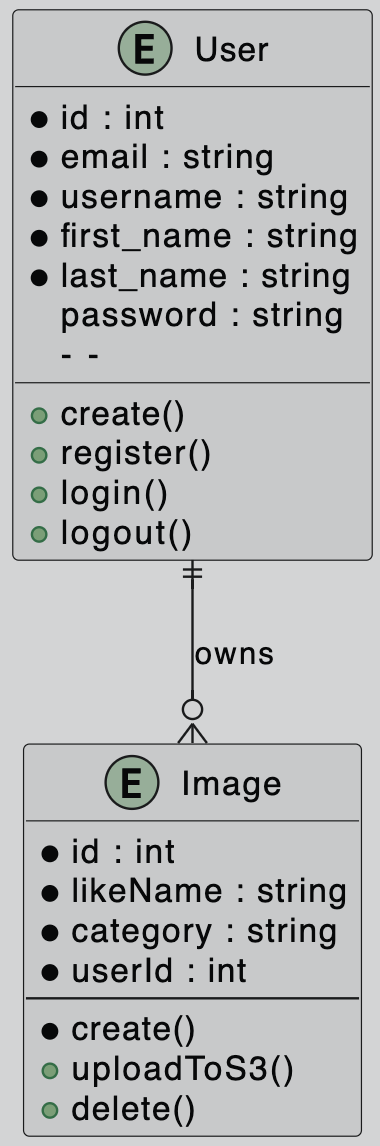 E User
id : int
email : string
username : string
first_name : string
last_name : string
password : string
- -
create()
register()
login()
logout()
owns
E Image
id : int
likeName : string
category : string
userId : int
create()
uploadToS3()
delete()